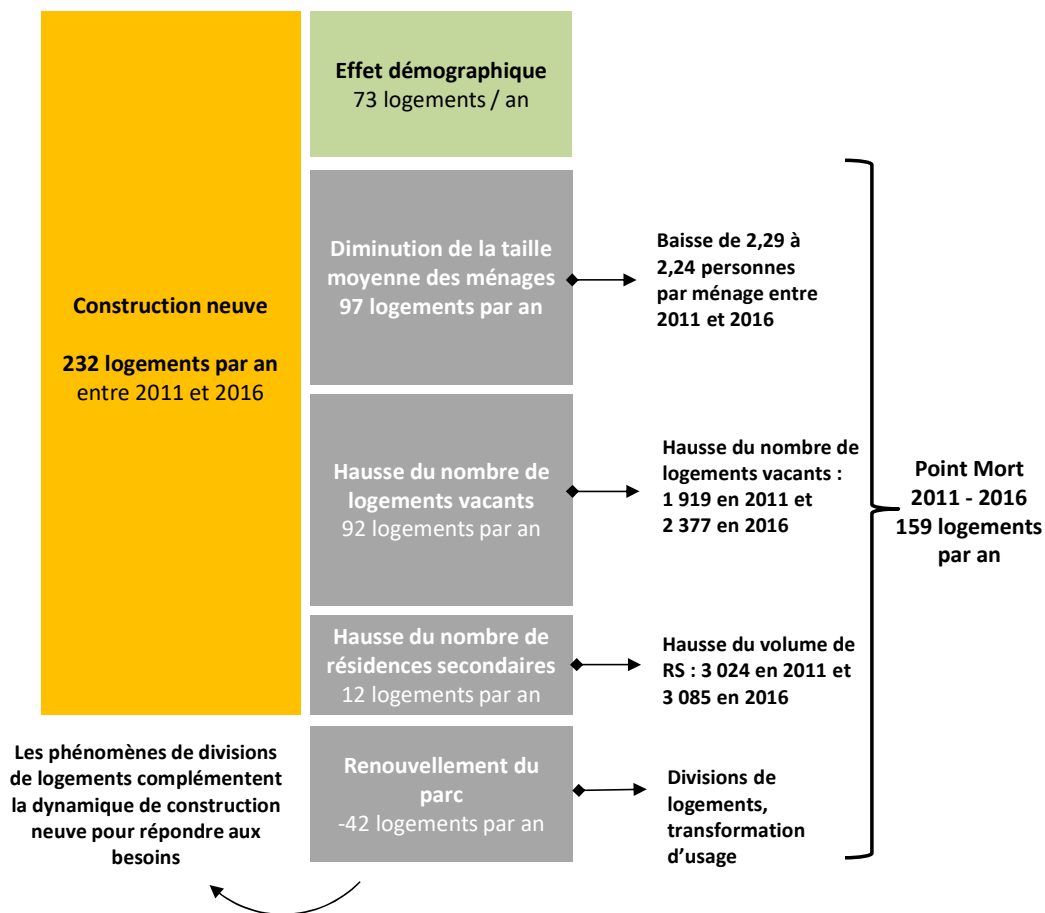 Construction neuve
232 logements par an
entre 2011 et 2016
Effet démographique
73 logements / an
Diminution de la taille
moyenne des ménages
97 logements par an
Baisse de 2,29 à
2,24 personnes
par ménage entre
2011 et 2016
Hausse du nombre de
logements vacants
92 logements par an
Hausse du nombre de
logements vacants :
1 919 en 2011 et
2 377 en 2016
Hausse du nombre de
résidences secondaires
12 logements par an
Hausse du volume de
RS : 3 024 en 2011 et
3 085 en 2016
Renouvellement du
parc
-42 logements par an
Divisions de
logements,
transformation
d'usage
Point Mort
2011 - 2016
159 logements
par an
Les phénomènes de divisions
de logements complémentent
la dynamique de construction
neuve pour répondre aux
besoins